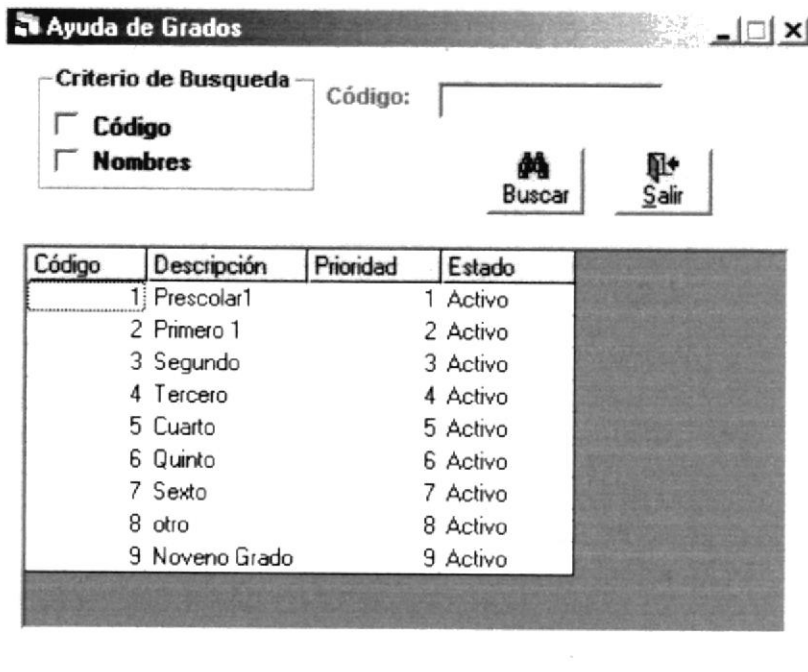 Ayuda de Grados
Criterio de Busqueda
Código:
Código
Nombres
Buscar
Salir
Código Descripción Prioridad Estado
1 Prescolar1 1 Activo
2 Primero 1 2 Activo
3 Segundo 3 Activo
4 Tercero 4 Activo
5 Cuarto 5 Activo
6 Quinto 6 Activo
7 Sexto 7 Activo
8 otro 8 Activo
9 Noveno Grado 9 Activo